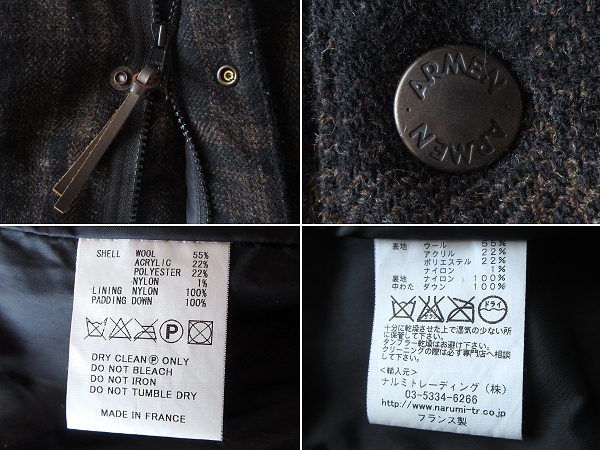 ARMEN
ARMEN
SHELL WOOL 55%
ACRYLIC 22%
POLYESTER 22%
NYLON 1%
LINING NYLON 100%
PADDING DOWN 100%
P
DRY CLEAN Ⓟ ONLY
DO NOT BLEACH
DO NOT IRON
DO NOT TUMBLE DRY
MADE IN FRANCE
表地 ウール 55%
アクリル 22%
ポリエステル 22%
ナイロン 1%
裏地 ナイロン 100%
中わた ダウン 100%
ドライ
十分に乾燥させた上で湿気の少ない所
に保管して下さい。
タンブラー乾燥はお避け下さい。
クリーニングの際は必ず専門店へ相談
して下さい。
<輸入元>
ナルミトレーディング(株)
03-5334-6266
http://www.narumi-tr.co.jp
フランス製